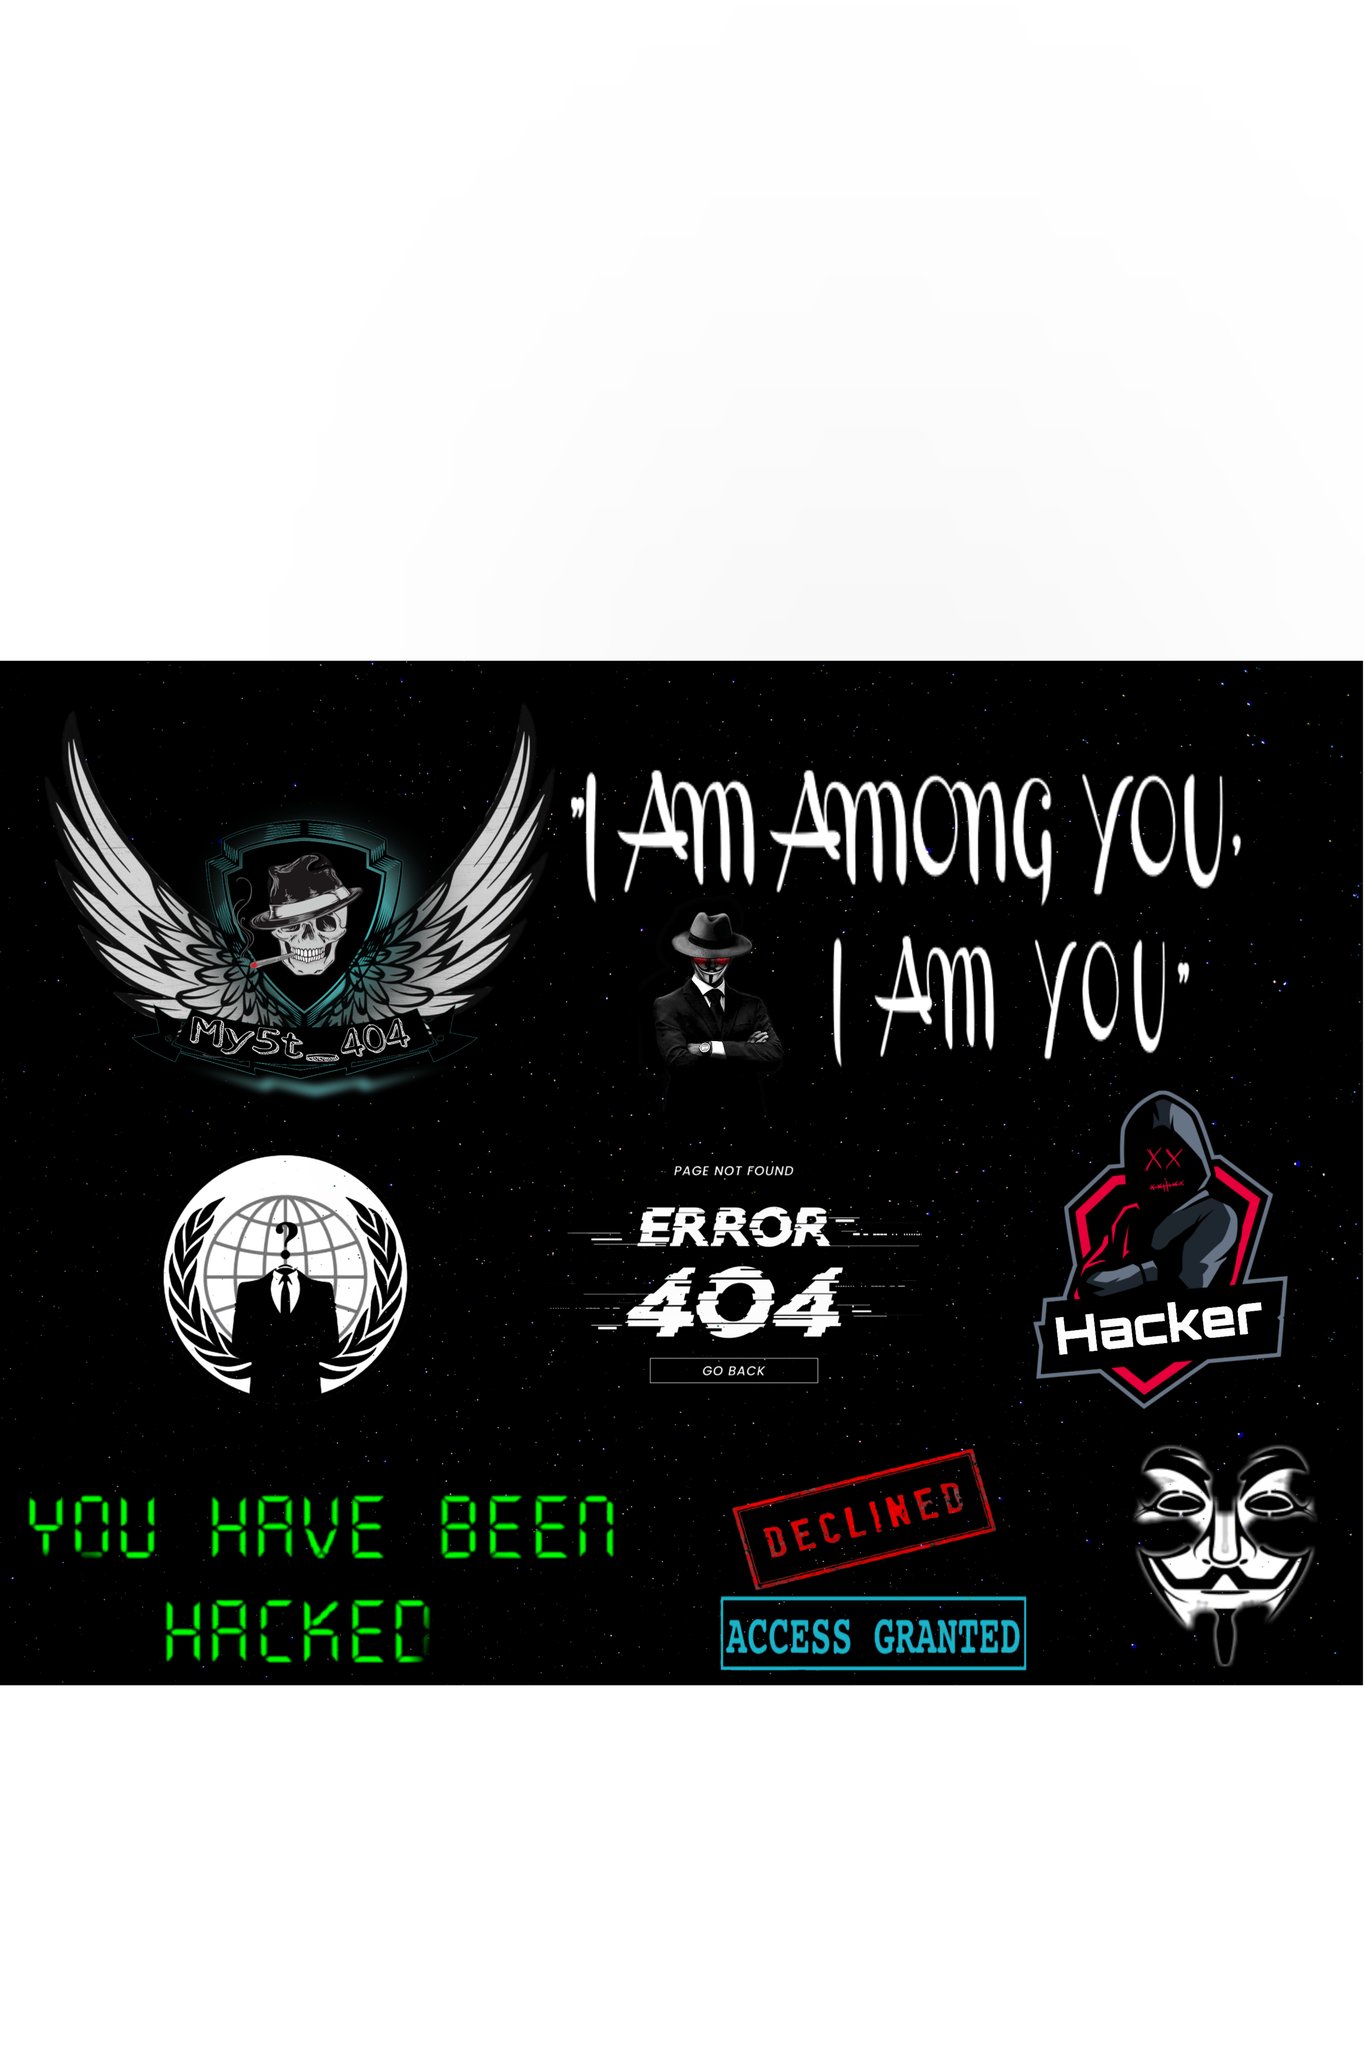 "I AM AMONG YOU,
I AM YOU"
My5t_404
PAGE NOT FOUND
ERROR
404
GO BACK
?
Hacker
YOU HAVE BEEN
HACKED
DECLINED
ACCESS GRANTED